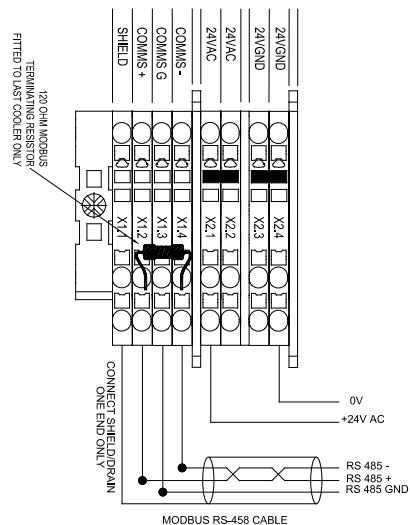 SHIELD
COMMS +
COMMS G
COMMS -
24VAC
24VAC
24VGND
24VGND
120 OHM MODBUS
TERMINATING RESISTOR
FITTED TO LAST COOLER ONLY
X1.1
X1.2
X1.3
X1.4
X2.1
X2.2
X2.3
X2.4
CONNECT SHIELD/DRAIN
ONE END ONLY
0V
+24V AC
RS 485 -
RS 485 +
RS 485 GND
MODBUS RS-458 CABLE